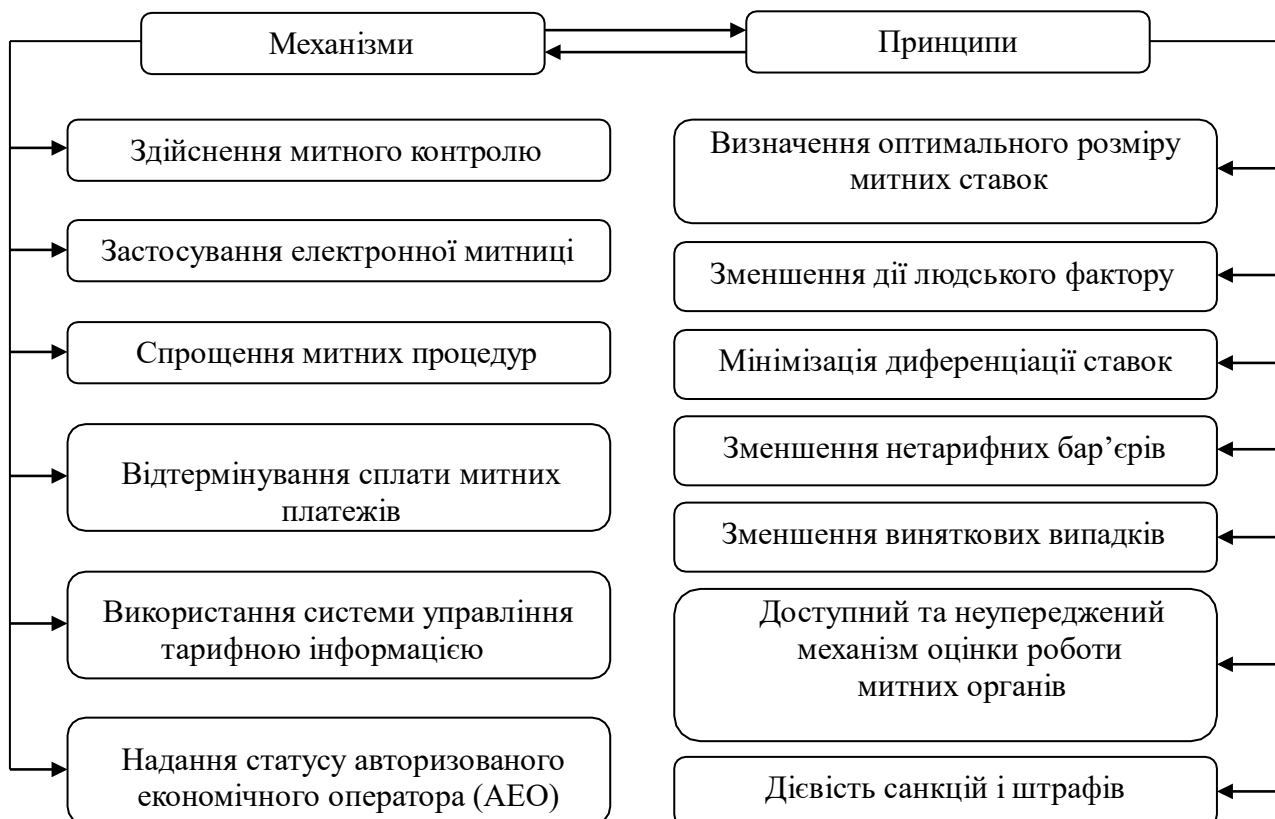 Механізми
Принципи
Здійснення митного контролю
Застосування електронної митниці
Спрощення митних процедур
Відтермінування сплати митних
платежів
Використання системи управління
тарифною інформацією
Надання статусу авторизованого
економічного оператора (АЕО)
Визначення оптимального розміру
митних ставок
Зменшення дії людського фактору
Мінімізація диференціації ставок
Зменшення нетарифних бар’єрів
Зменшення виняткових випадків
Доступний та неупереджений
механізм оцінки роботи
митних органів
Дієвість санкцій і штрафів